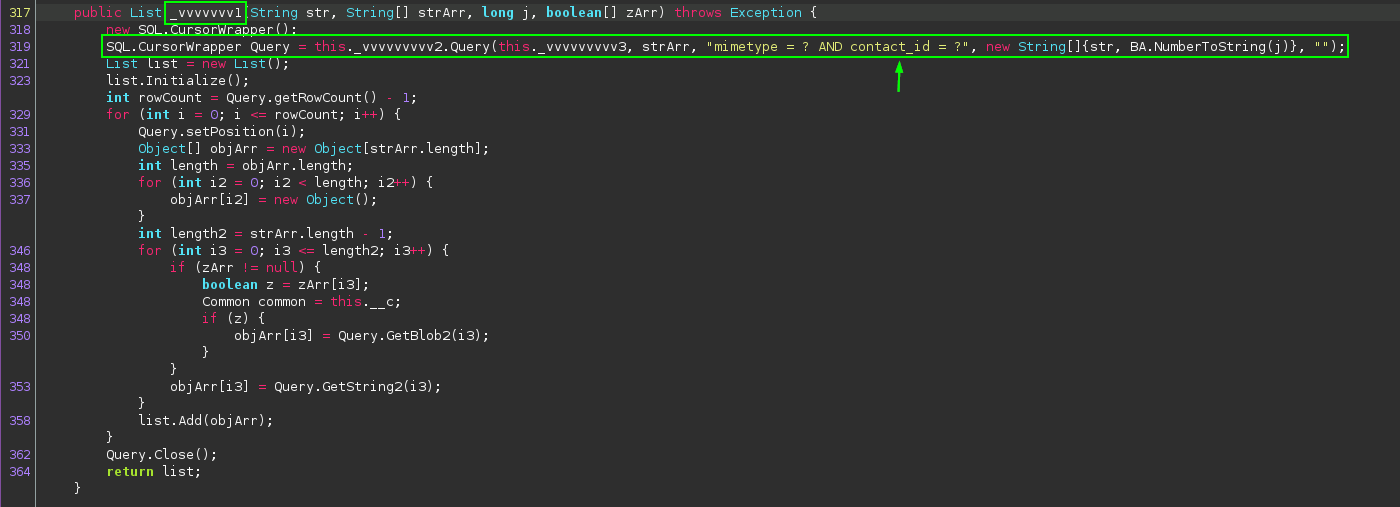 317 public List _vvvvvvv1(String str, String[] strArr, long j, boolean[] zArr) throws Exception {
318 new SQL.CursorWrapper();
319 SQL.CursorWrapper Query = this._vvvvvvvvv2.Query(this._vvvvvvvvv3, strArr, "mimetype = ? AND contact_id = ?", new String[]{str, BA.NumberToString(j)}, "");
321 List list = new List();
323 list.Initialize();
int rowCount = Query.getRowCount() - 1;
329 for (int i = 0; i <= rowCount; i++) {
331 Query.setPosition(i);
333 Object[] objArr = new Object[strArr.length];
335 int length = objArr.length;
336 for (int i2 = 0; i2 < length; i2++) {
337 objArr[i2] = new Object();
}
int length2 = strArr.length - 1;
346 for (int i3 = 0; i3 <= length2; i3++) {
348 if (zArr != null) {
348 boolean z = zArr[i3];
348 Common common = this.__c;
348 if (z) {
350 objArr[i3] = Query.GetBlob2(i3);
}
}
353 objArr[i3] = Query.GetString2(i3);
}
358 list.Add(objArr);
}
362 Query.Close();
364 return list;
}